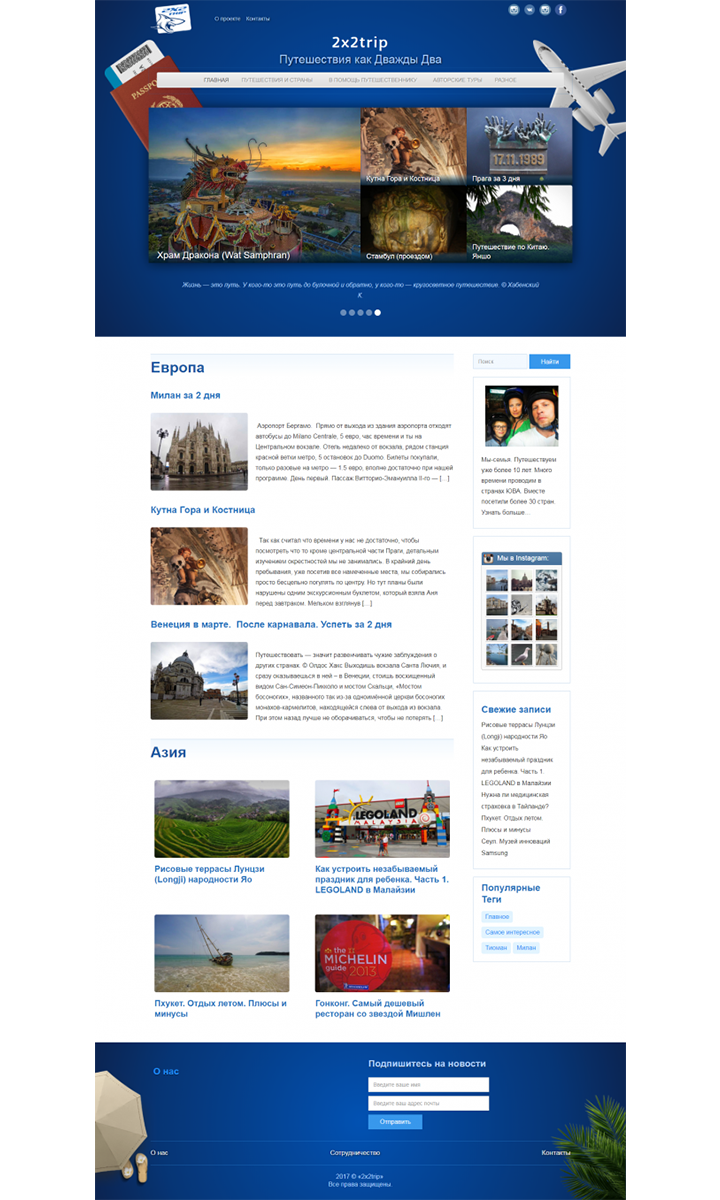 2X2
TRIP
О проекте Контакты
2x2trip
Путешествия как Дважды Два
PASSPORT
ГЛАВНАЯ ПУТЕШЕСТВИЯ И СТРАНЫ В ПОМОЩЬ ПУТЕШЕСТВЕННИКУ АВТОРСКИЕ ТУРЫ РАЗНОЕ
17.11.1989
Кутна Гора и Костница
Прага за 3 дня
Храм Дракона (Wat Samphran)
Стамбул (проездом)
Путешествие по Китаю.
Яншо
Жизнь — это путь. У кого-то это путь до булочной и обратно, у кого-то — кругосветное путешествие. © Хабенский
К.
Европа
Милан за 2 дня
Аэропорт Бергамо. Прямо от выхода из здания аэропорта отходят
автобусы до Milano Centrale, 5 евро, час времени и ты на
Центральном вокзале. Отель недалеко от вокзала, рядом станция
красной ветки метро, 5 остановок до Duomo. Билеты покупали,
только разовые на метро — 1.5 евро, вполне достаточно при нашей
программе. День первый. Пассаж Витторио-Эмануилла II-го — [...]
Кутна Гора и Костница
Так как считал что времени у нас не достаточно, чтобы
посмотреть что то кроме центральной части Праги, детальным
изучением окрестностей мы не занимались. В крайний день
пребывания, уже посетив все намеченные места, мы собирались
просто бесцельно погулять по центру. Но тут планы были
нарушены одним экскурсионным буклетом, который взяла Аня
перед завтраком. Мельком взглянув [...]
Венеция в марте. После карнавала. Успеть за 2 дня
Путешествовать — значит развенчивать чужие заблуждения о
других странах. © Олдос Хакс Выходишь вокзала Санта Лючия, и
сразу оказываешься в ней – в Венеции, стоишь восхищенный
видом Сан-Симеон-Пикколо и мостом Скальци, «Мостом
босоногих», названного так из-за одноимённой церкви босоногих
монахов-кармелитов, находящейся слева от выхода из вокзала.
При этом назад лучше не оборачиваться, чтобы не потерять [...]
Азия
LEGOLAND
MALAYSIA
Рисовые террасы Лунцзи
(Longji) народности Яо
Как устроить незабываемый
праздник для ребенка. Часть 1.
LEGOLAND в Малайзии
the
MICHELIN
guide 2013
Пхукет. Отдых летом. Плюсы и
минусы
Гонконг. Самый дешевый
ресторан со звездой Мишлен
Поиск
Найти
Мы-семья. Путешествуем
уже более 10 лет. Много
времени проводим в
странах ЮВА. Вместе
посетили более 30 стран.
Узнать больше...
Мы в Instagram:
Свежие записи
Рисовые террасы Лунцзи
(Longji) народности Яо
Как устроить
незабываемый праздник
для ребенка. Часть 1.
LEGOLAND в Малайзии
Нужна ли медицинская
страховка в Тайланде?
Пхукет. Отдых летом.
Плюсы и минусы
Сеул. Музей инноваций
Samsung
Популярные
Теги
Главное
Самое интересное
Тиоман Милан
О нас
Подпишитесь на новости
Введите ваше имя
Введите ваш адрес почты
Отправить
О нас Сотрудничество Контакты
2017 © «2x2trip»
Все права защищены.